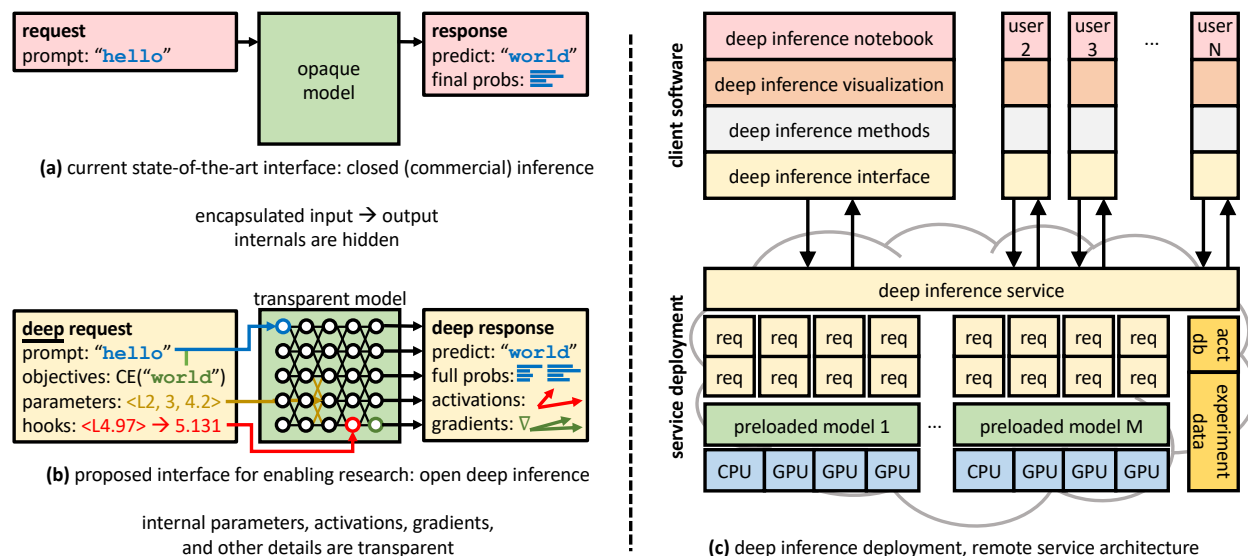 request
prompt: “hello”
opaque
model
response
predict: “world”
final probs:
(a) current state-of-the-art interface: closed (commercial) inference
encapsulated input → output
internals are hidden
transparent model
deep request
prompt: “hello”
objectives: CE(“world”)
parameters: <L2, 3, 4.2>
hooks: <L4.97> → 5.131
deep response
predict: “world”
full probs:
activations:
gradients: ∇
(b) proposed interface for enabling research: open deep inference
internal parameters, activations, gradients,
and other details are transparent
client software
deep inference notebook
deep inference visualization
deep inference methods
deep inference interface
user
2
user
3
...
user
N
service deployment
deep inference service
req req req req req req req req
req req req req req req req req
acct
db
experiment
data
preloaded model 1 ... preloaded model M
CPU GPU GPU GPU CPU GPU GPU GPU
(c) deep inference deployment, remote service architecture